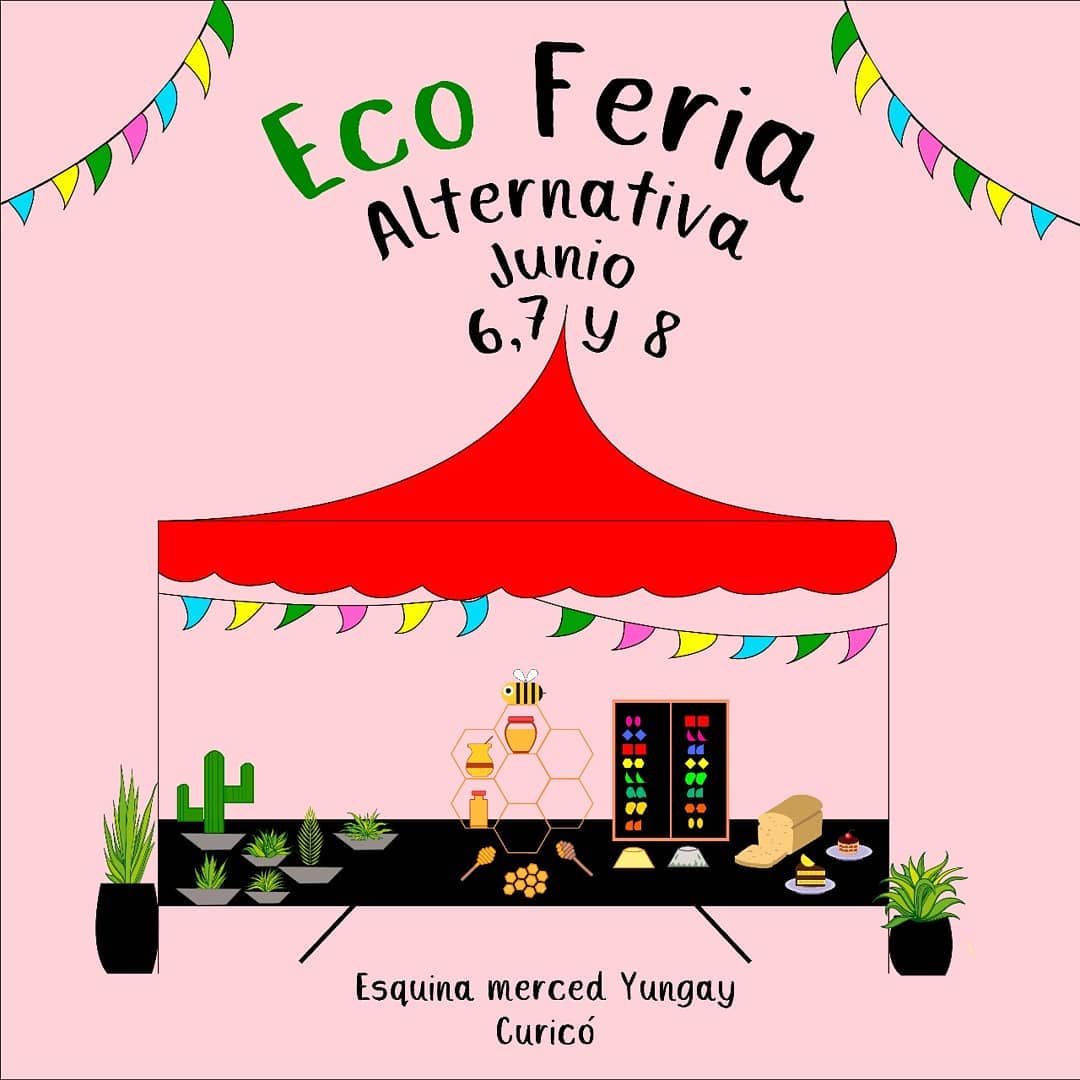 Eco Feria
Alternativa
Junio
6,7 y 8
Esquina merced Yungay
Curicó